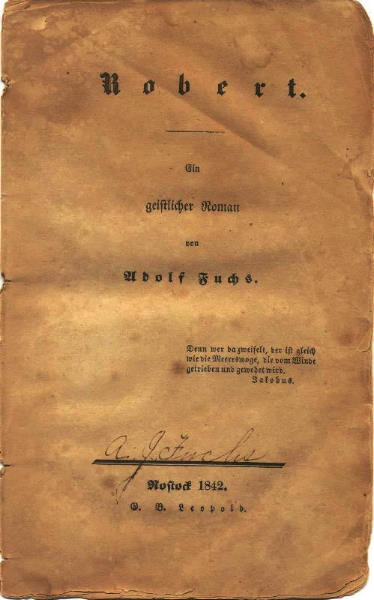 Robert.
Ein
geistlicher Roman
von
Adolf Fuchs.
Denn wer da zweifelt, der ist gleich
wie die Meereswoge, die vom Winde
getrieben und gewebet wird.
Jakobus.
A. J. Fuchs
Rostock 1842.
G. B. Leopold.